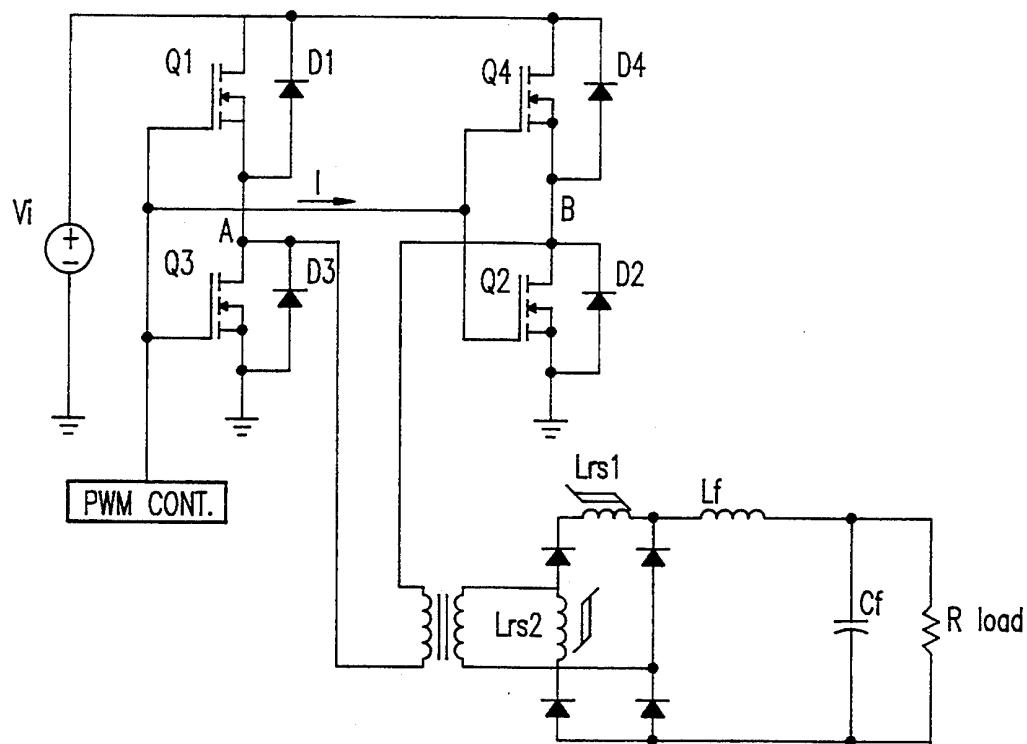 Q1
D1
Q4
D4
Vi
I
A
B
Q3
D3
Q2
D2
PWM CONT.
Lrs1
Lf
Lrs2
Cf
R load